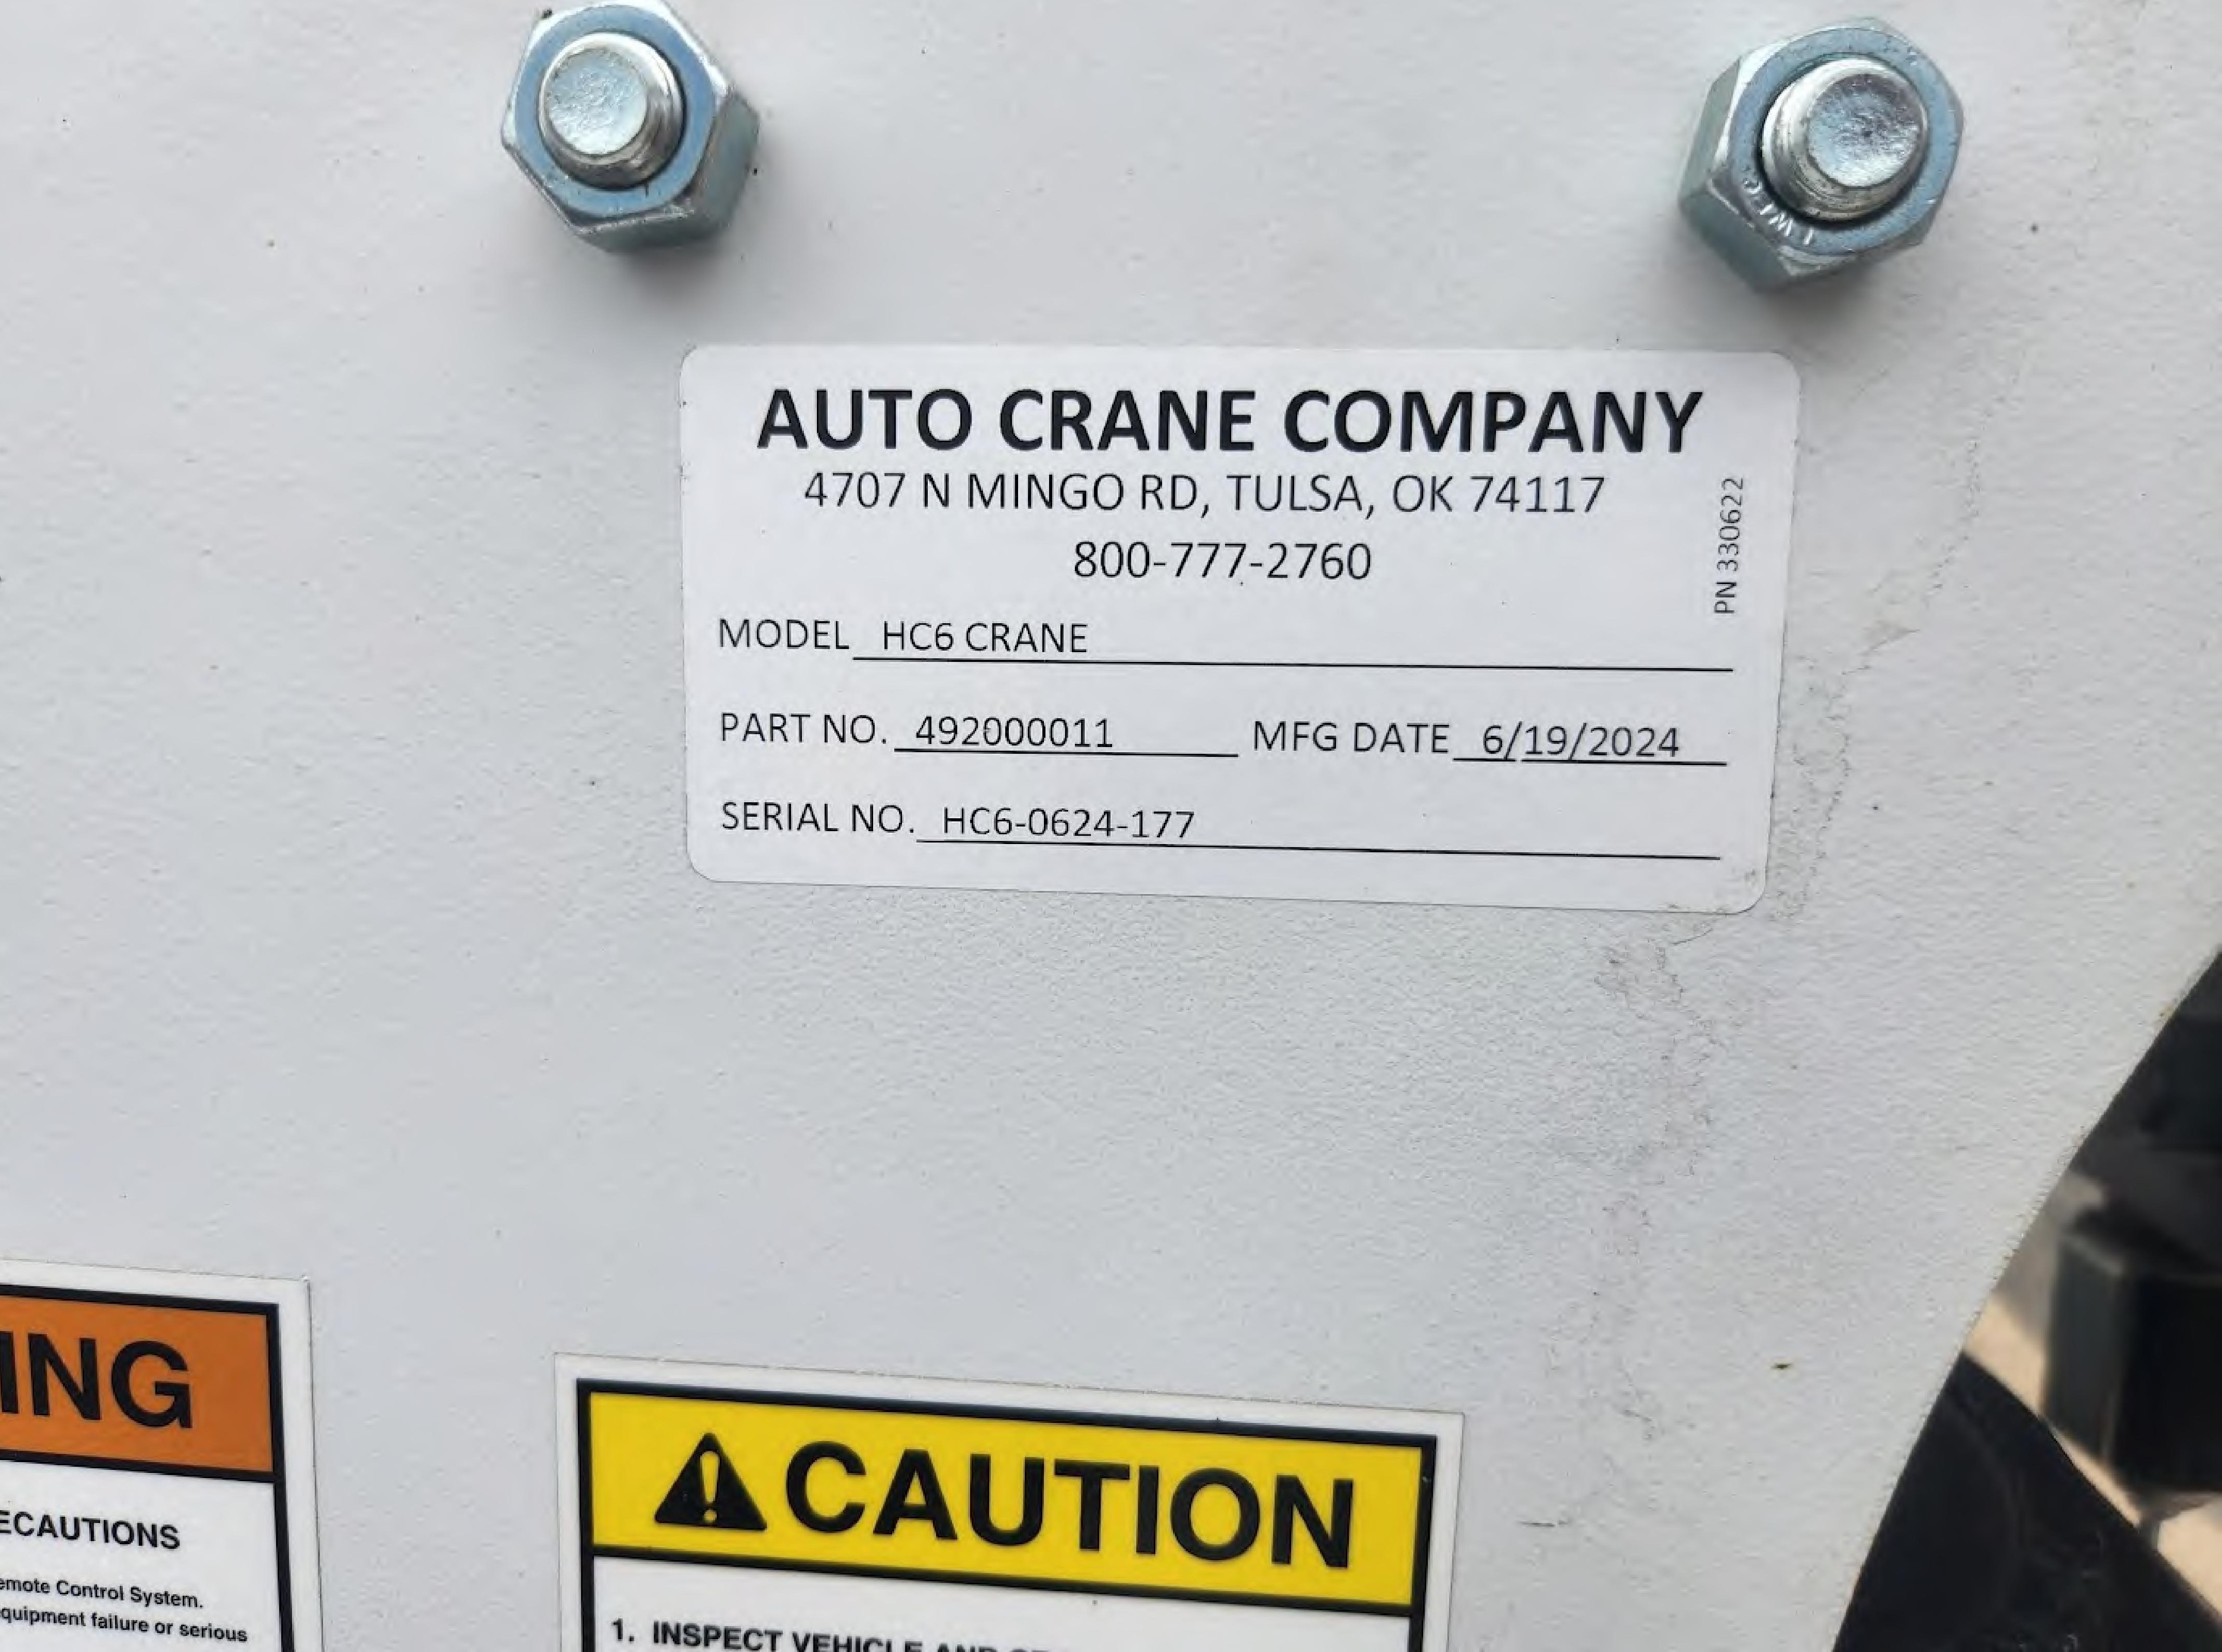 AUTO CRANE COMPANY
4707 N MINGO RD, TULSA, OK 74117
800-777-2760
PN 330622
MODEL HC6 CRANE
PART NO. 492000011 MFG DATE 6/19/2024
SERIAL NO. HC6-0624-177
ING
ECAUTIONS
emote Control System.
quipment failure or serious
CAUTION
1. INSPECT VEHICLE AND